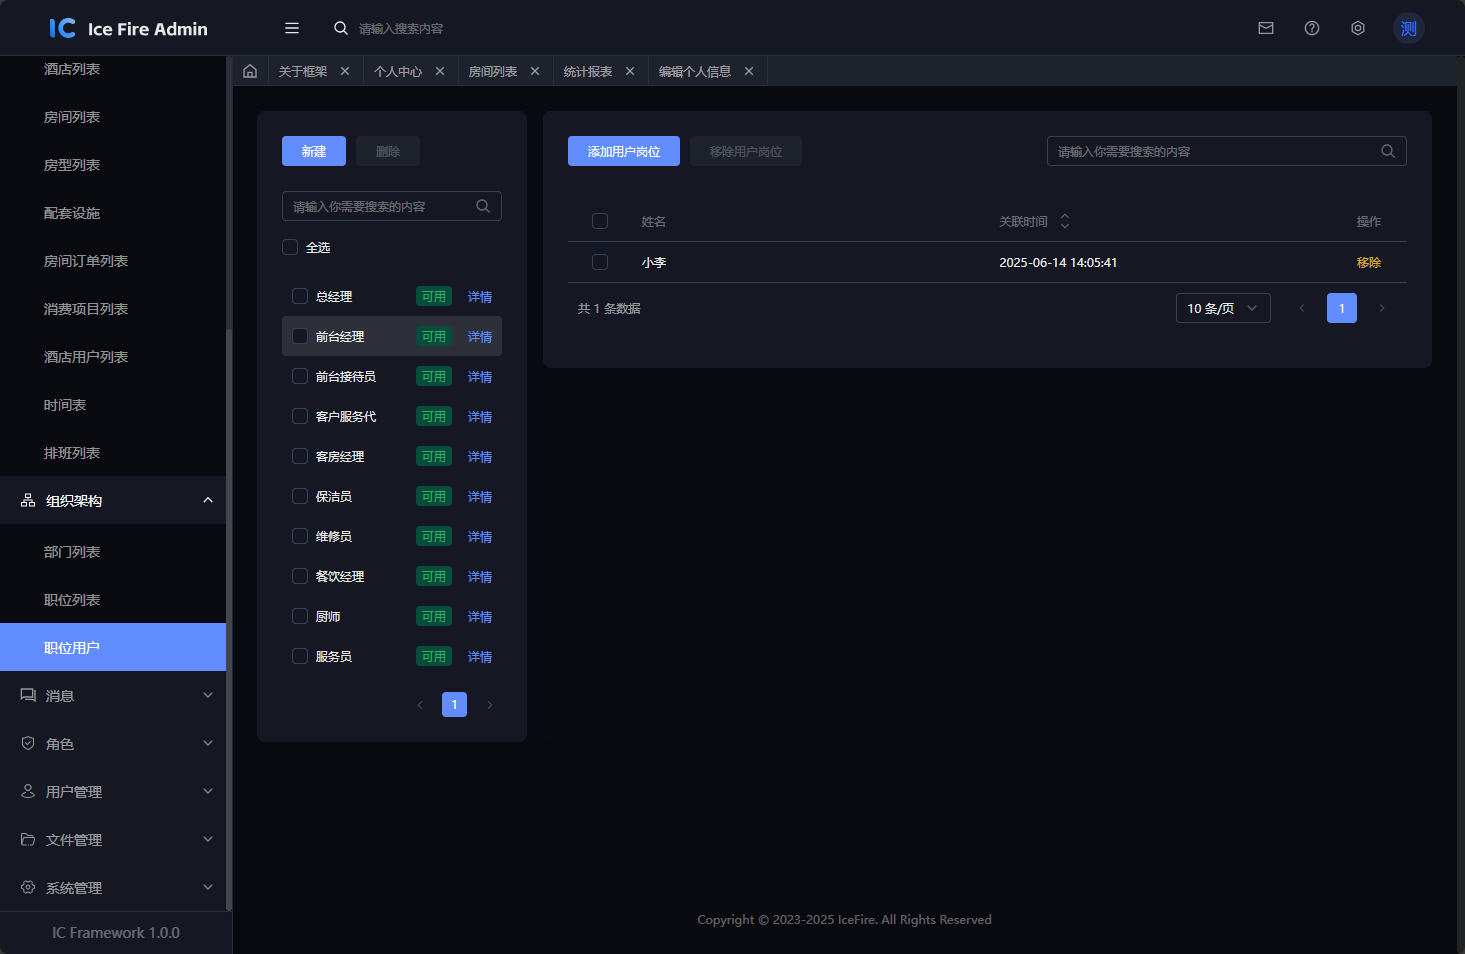 IC Ice Fire Admin
请输入搜索内容
测
酒店列表
房间列表
房型列表
配套设施
房间订单列表
消费项目列表
酒店用户列表
时间表
排班列表
组织架构
部门列表
职位列表
职位用户
消息
角色
用户管理
文件管理
系统管理
IC Framework 1.0.0
关于框架 个人中心 房间列表 统计报表 编辑个人信息
新建 删除
请输入你需要搜索的内容
全选
总经理 可用 详情
前台经理 可用 详情
前台接待员 可用 详情
客户服务代 可用 详情
客房经理 可用 详情
保洁员 可用 详情
维修员 可用 详情
餐饮经理 可用 详情
厨师 可用 详情
服务员 可用 详情
1
添加用户岗位 移除用户岗位 请输入你需要搜索的内容
姓名 关联时间 操作
小李 2025-06-14 14:05:41 移除
共 1 条数据 10 条/页 1
Copyright © 2023-2025 IceFire. All Rights Reserved